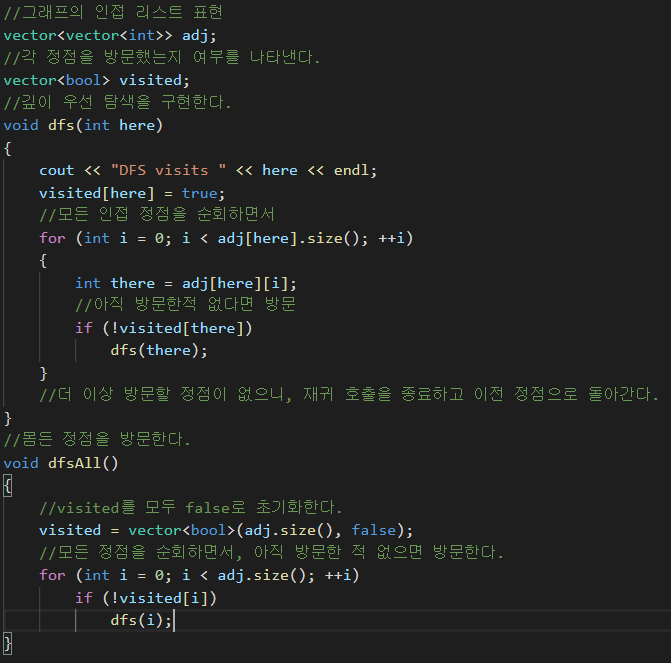 //그래프의 인접 리스트 표현
vector<vector<int>> adj;
//각 정점을 방문했는지 여부를 나타낸다.
vector<bool> visited;
//깊이 우선 탐색을 구현한다.
void dfs(int here)
{
    cout << "DFS visits " << here << endl;
    visited[here] = true;
    //모든 인접 정점을 순회하면서
    for (int i = 0; i < adj[here].size(); ++i)
    {
        int there = adj[here][i];
        //아직 방문한적 없다면 방문
        if (!visited[there])
            dfs(there);
    }
    //더 이상 방문할 정점이 없으니, 재귀 호출을 종료하고 이전 정점으로 돌아간다.
}
//몸든 정점을 방문한다.
void dfsAll()
{
    //visited를 모두 false로 초기화한다.
    visited = vector<bool>(adj.size(), false);
    //모든 정점을 순회하면서, 아직 방문한 적 없으면 방문한다.
    for (int i = 0; i < adj.size(); ++i)
        if (!visited[i])
            dfs(i);
}